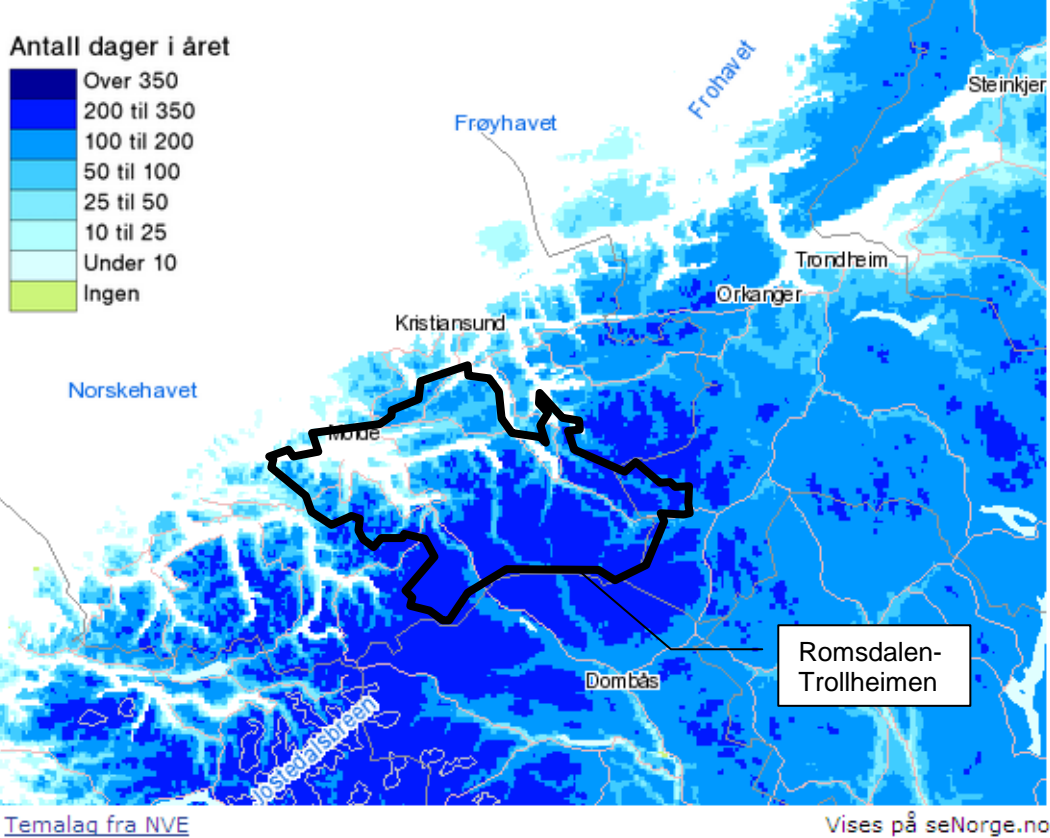 Antall dager i året
Over 350
200 til 350
100 til 200
50 til 100
25 til 50
10 til 25
Under 10
Ingen
Frohavet
Steinkjer
Frøyhavet
Trondheim
Orkanger
Kristiansund
Norskehavet
Molde
Romsdalen-
Trollheimen
Dombås
Jostedalsbreen
Temalag fra NVE
Vises på seNorge.no